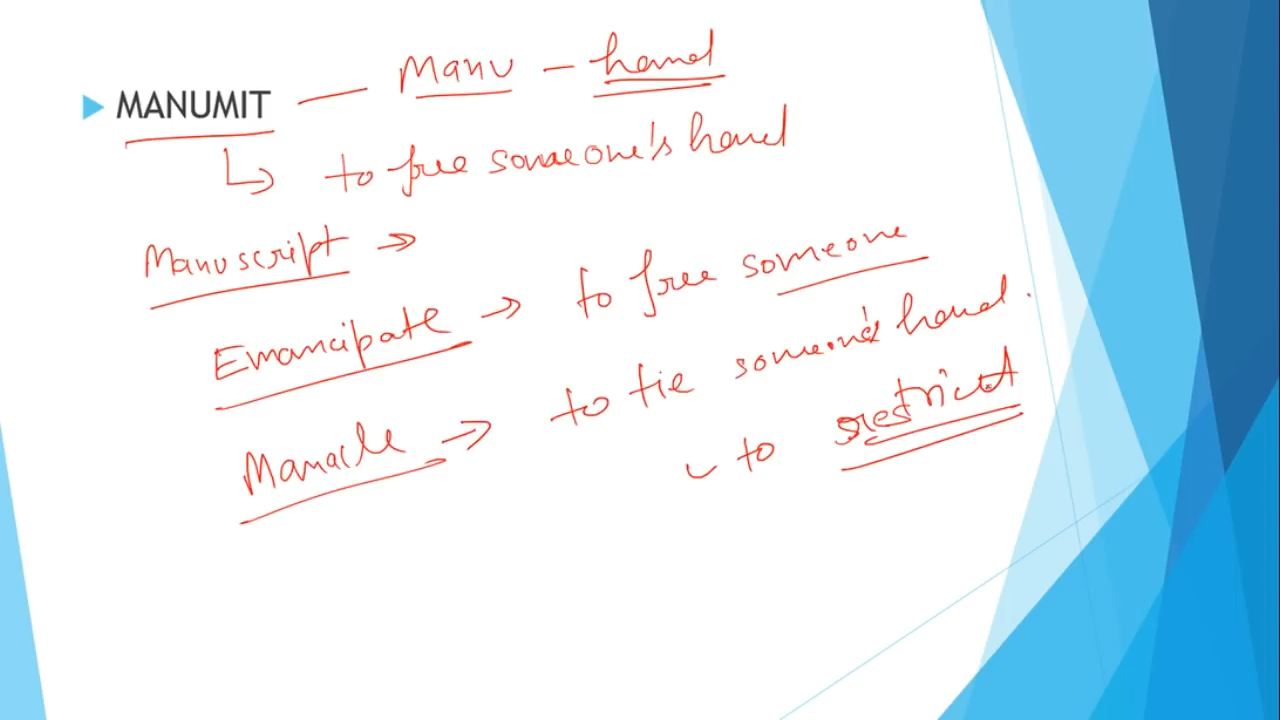 MANUMIT — Manu - hand
↳ to free someone's hand
Manuscript →
Emancipate → to free someone
Manacle → to tie someone's hand.
to restrict